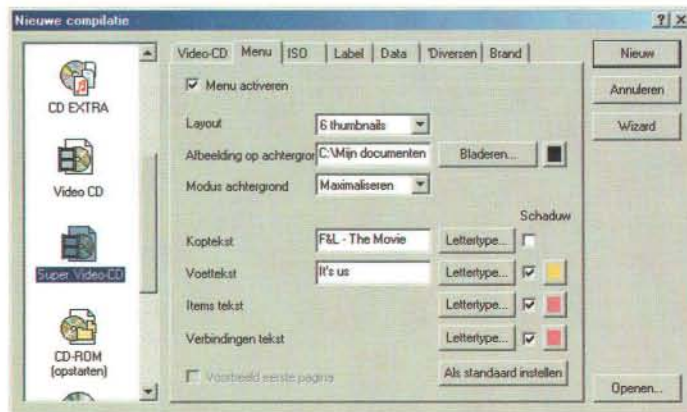 Nieuwe compilatie
CD EXTRA
Video CD
Super Video-CD
CD-ROM
(opstarten)
Video-CD Menu ISO Label Data Diversen Brand
Menu activeren
Layout 6 thumbnails
Afbeelding op achtergror C:\Mijn documenten Bladeren...
Modus achtergrond Maximaliseren
Schaduw
Koptekst F&L - The Movie Lettertype...
Voettekst It's us Lettertype...
Items tekst Lettertype...
Verbindingen tekst Lettertype...
Voorbeeld eerste pagina Als standaard instellen
Nieuw
Annuleren
Wizard
Openen...